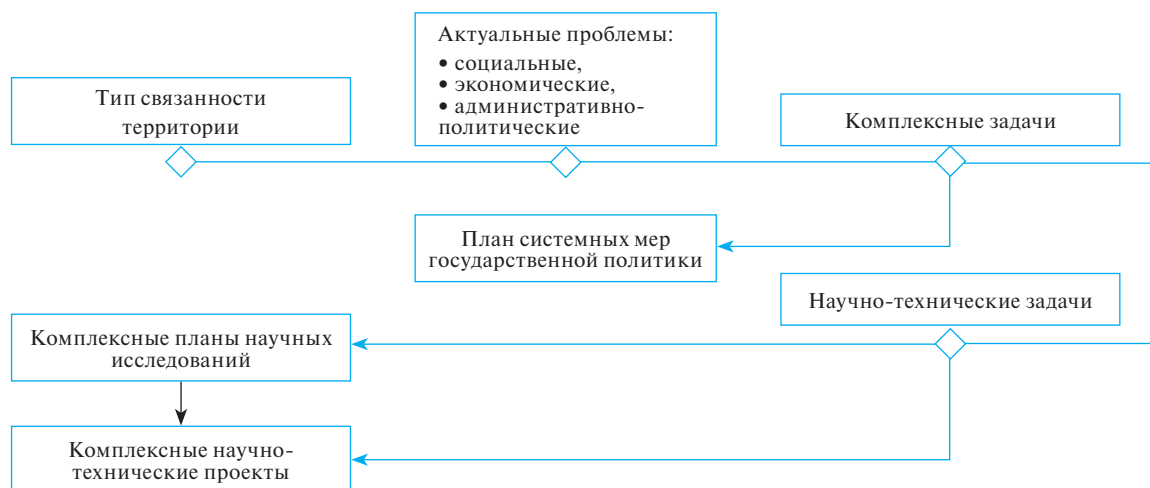 Тип связанности
территории
Актуальные проблемы:
• социальные,
• экономические,
• административно-
политические
Комплексные задачи
План системных мер
государственной политики
Научно-технические задачи
Комплексные планы научных
исследований
Комплексные научно-
технические проекты